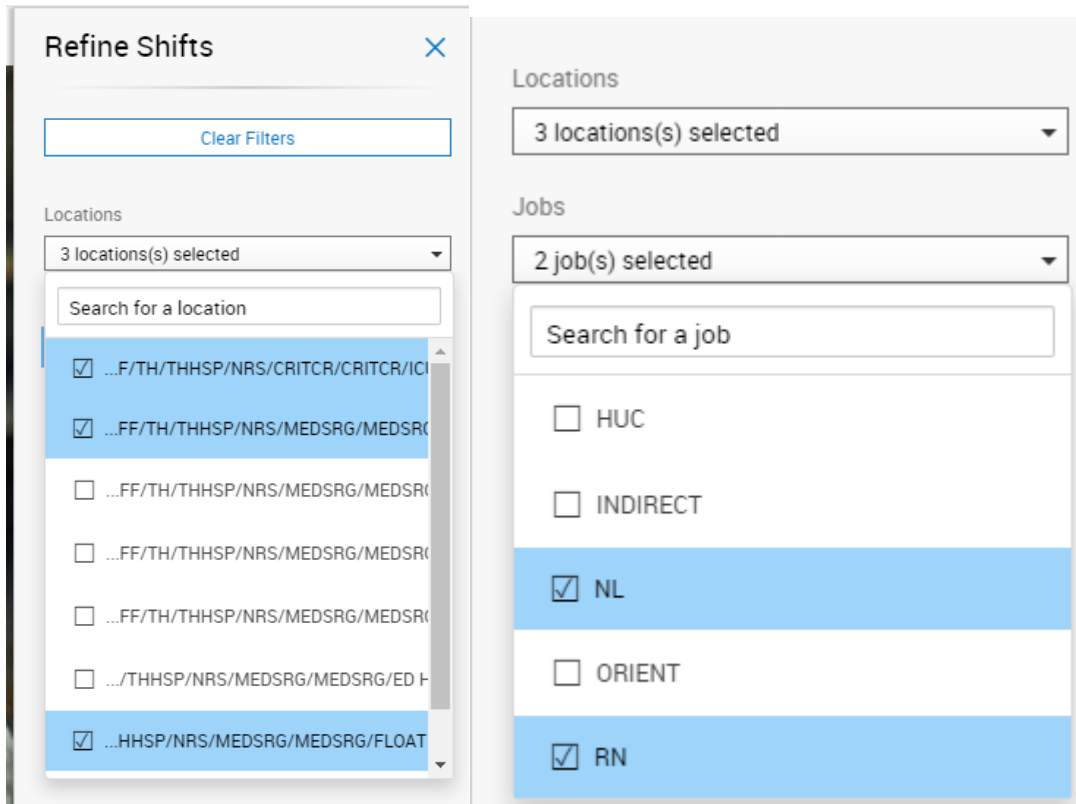 Refine Shifts
Clear Filters
Locations
3 locations(s) selected
Search for a location
...F/TH/THHSP/NRS/CRITCR/CRITCR/ICU
...FF/TH/THHSP/NRS/MEDSRG/MEDSRG
...FF/TH/THHSP/NRS/MEDSRG/MEDSRG
...FF/TH/THHSP/NRS/MEDSRG/MEDSRG
...FF/TH/THHSP/NRS/MEDSRG/MEDSRG
.../THHSP/NRS/MEDSRG/MEDSRG/ED H
...HHSP/NRS/MEDSRG/MEDSRG/FLOAT
Locations
3 locations(s) selected
Jobs
2 job(s) selected
Search for a job
HUC
INDIRECT
NL
ORIENT
RN